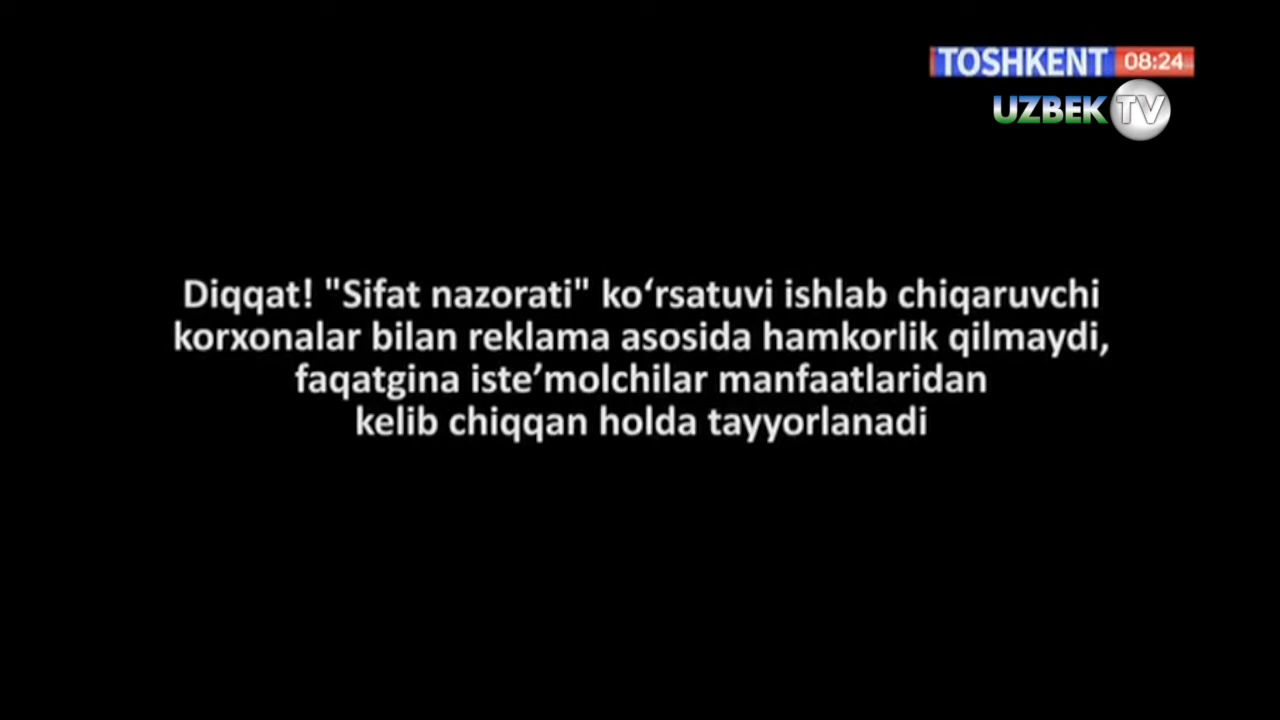 TOSHKENT 08:24
UZBEK TV
Diqqat! "Sifat nazorati" ko‘rsatuvi ishlab chiqaruvchi
korxonalar bilan reklama asosida hamkorlik qilmaydi,
faqatgina iste’molchilar manfaatlaridan
kelib chiqqan holda tayyorlanadi